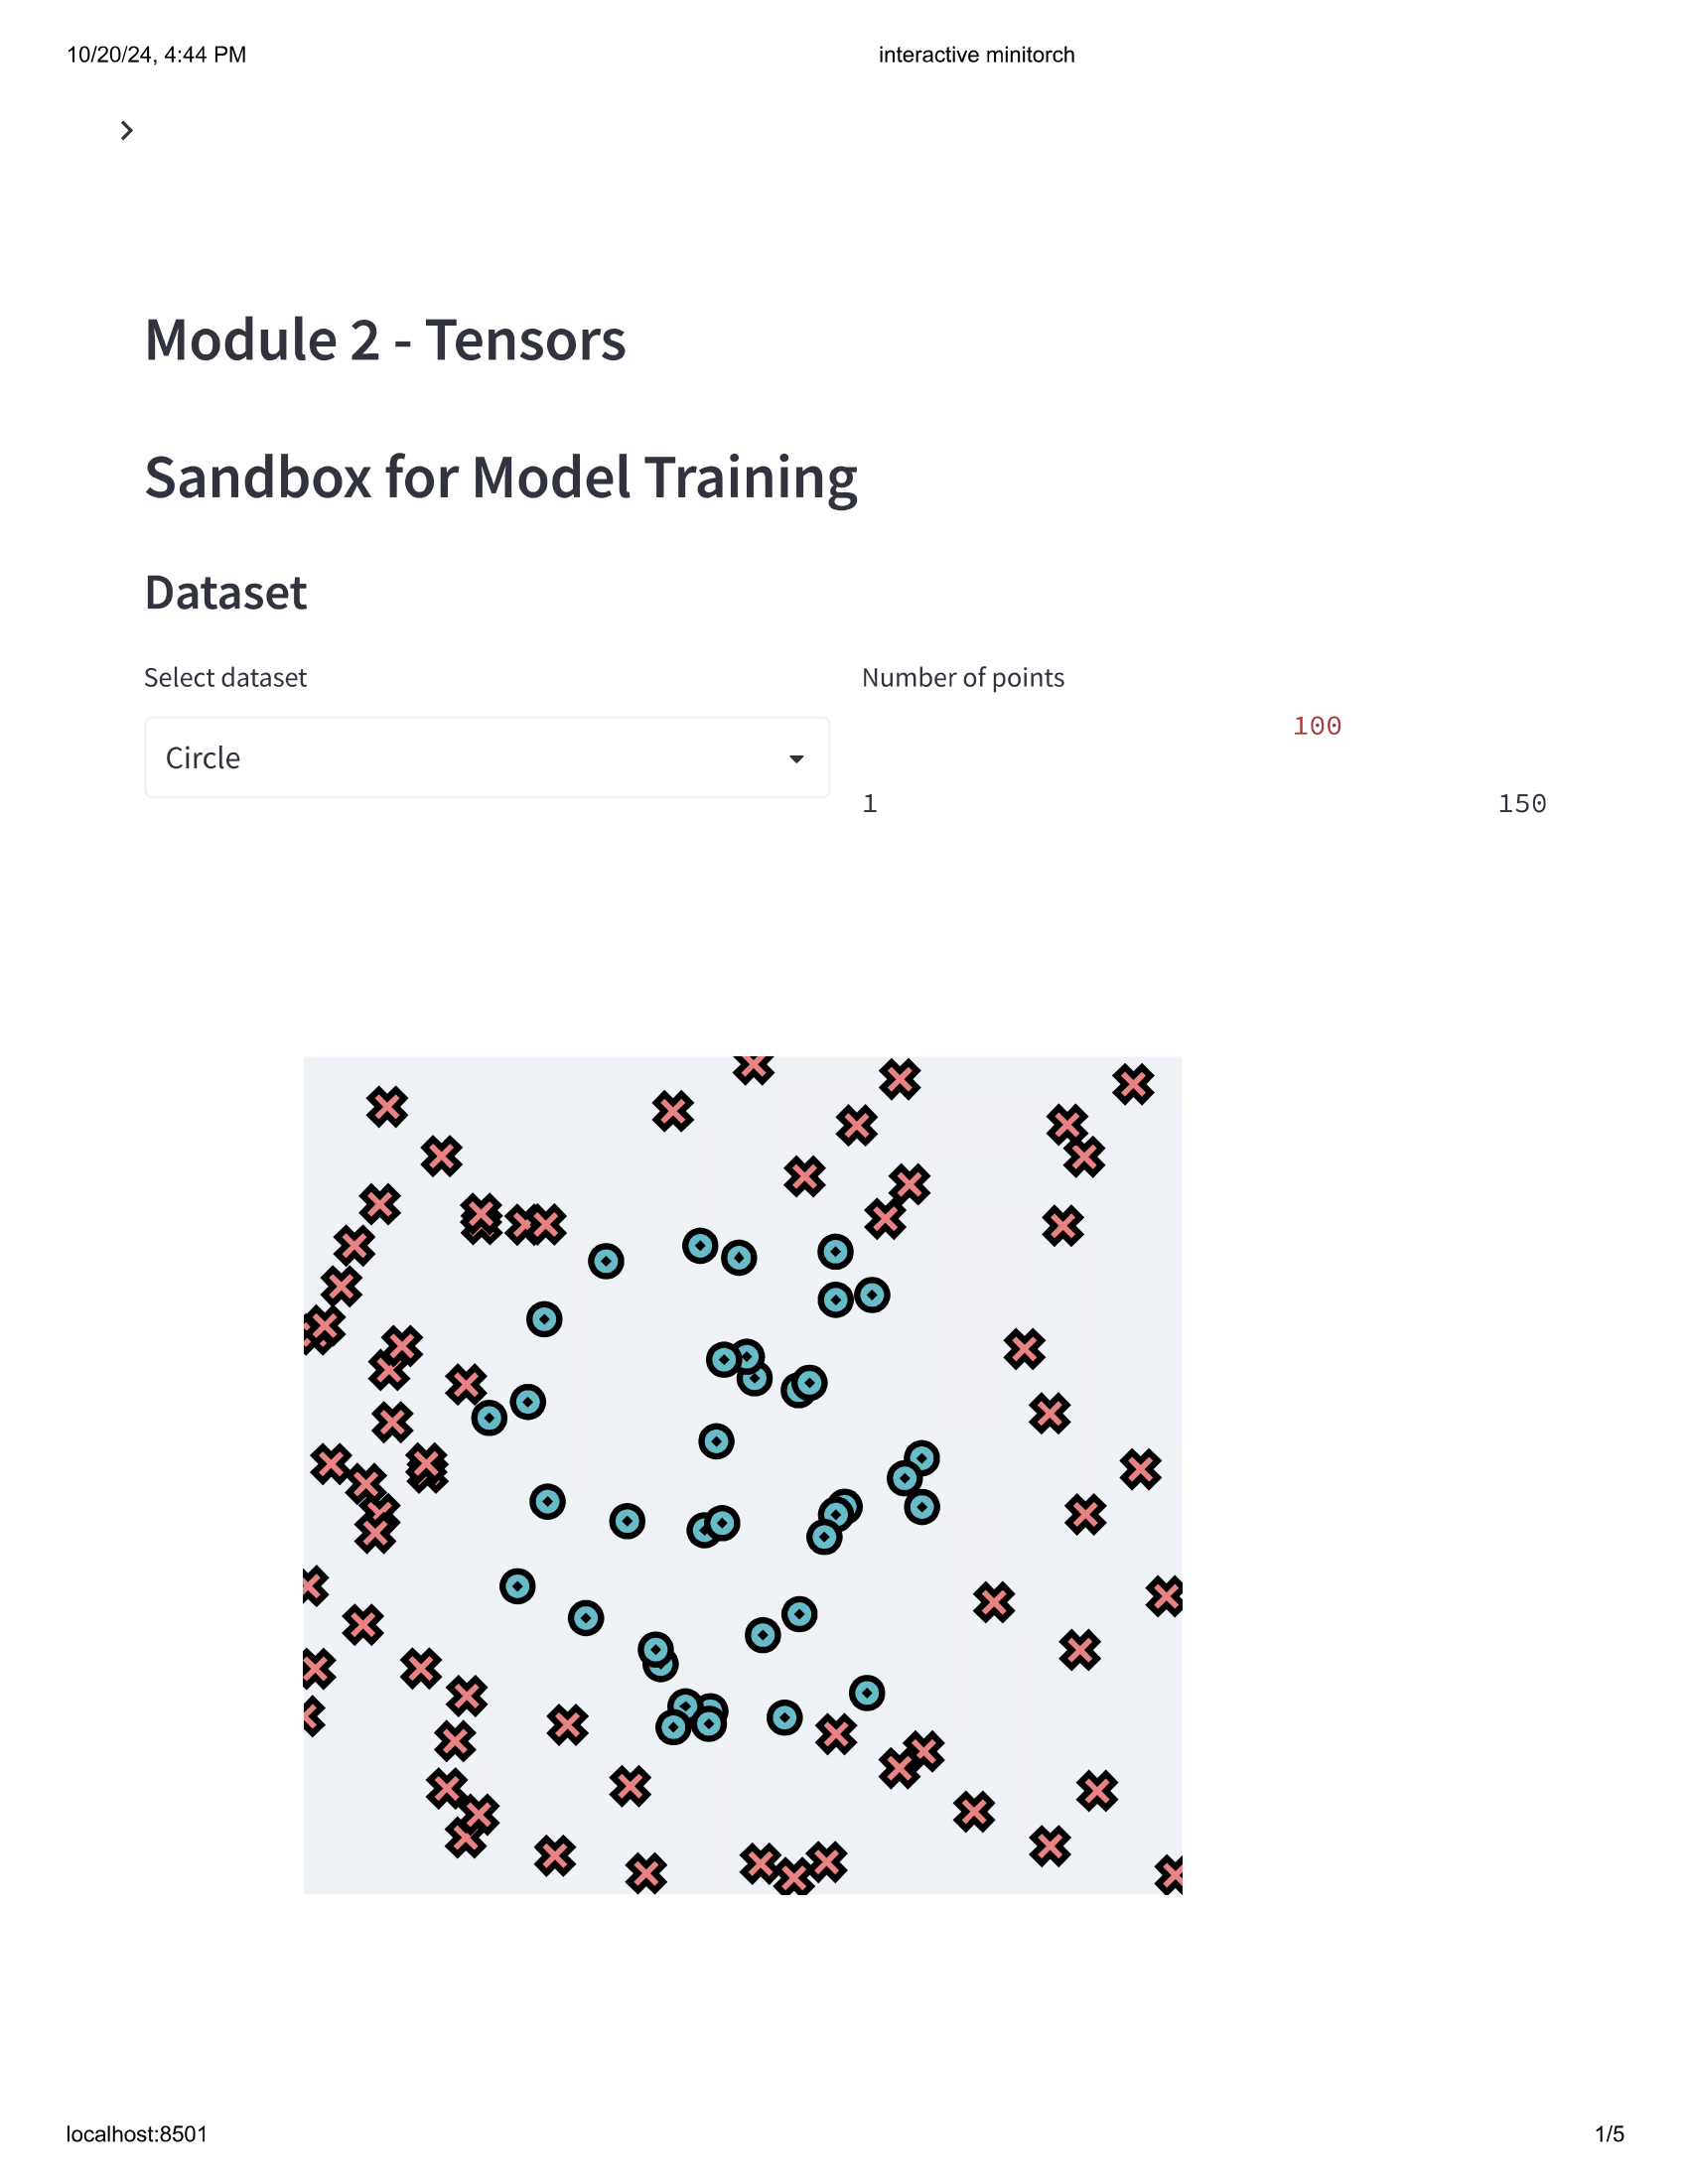 10/20/24, 4:44 PM interactive minitorch
Module 2 - Tensors
Sandbox for Model Training
Dataset
Select dataset Number of points
100
Circle
1 150
localhost:8501 1/5